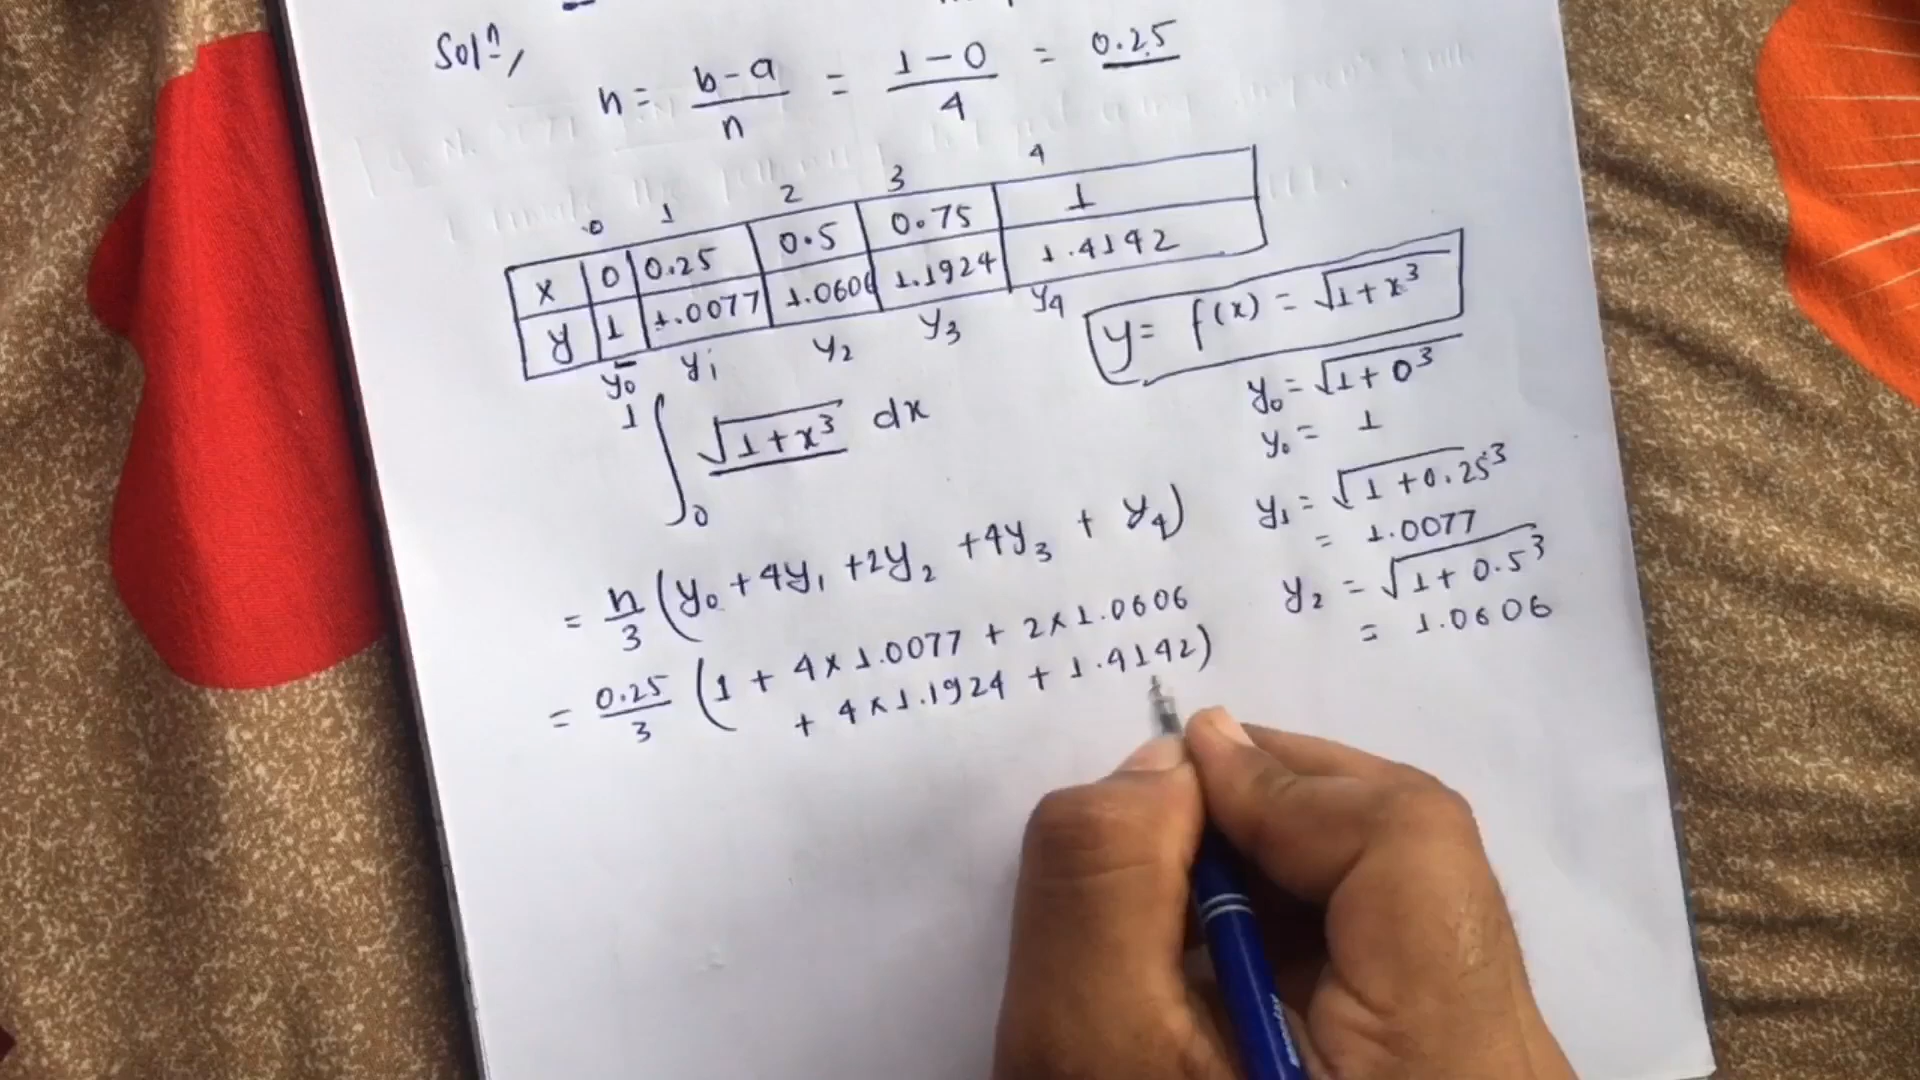 Solⁿ,
h = b-a/n = 1-0/4 = 0.25
0 1 2 3 4
x 0 0.25 0.5 0.75 1
y 1 1.0077 1.0606 1.1924 1.4142
y₀ y₁ y₂ y₃ y₄
y = f(x) = √1+x³
∫₀¹ √1+x³ dx
= h/3 (y₀ + 4y₁ + 2y₂ + 4y₃ + y₄)
= 0.25/3 (1 + 4×1.0077 + 2×1.0606
+ 4×1.1924 + 1.4142)
y₀ = √1+0³
y₀ = 1
y₁ = √1+0.25³
= 1.0077
y₂ = √1+0.5³
= 1.0606